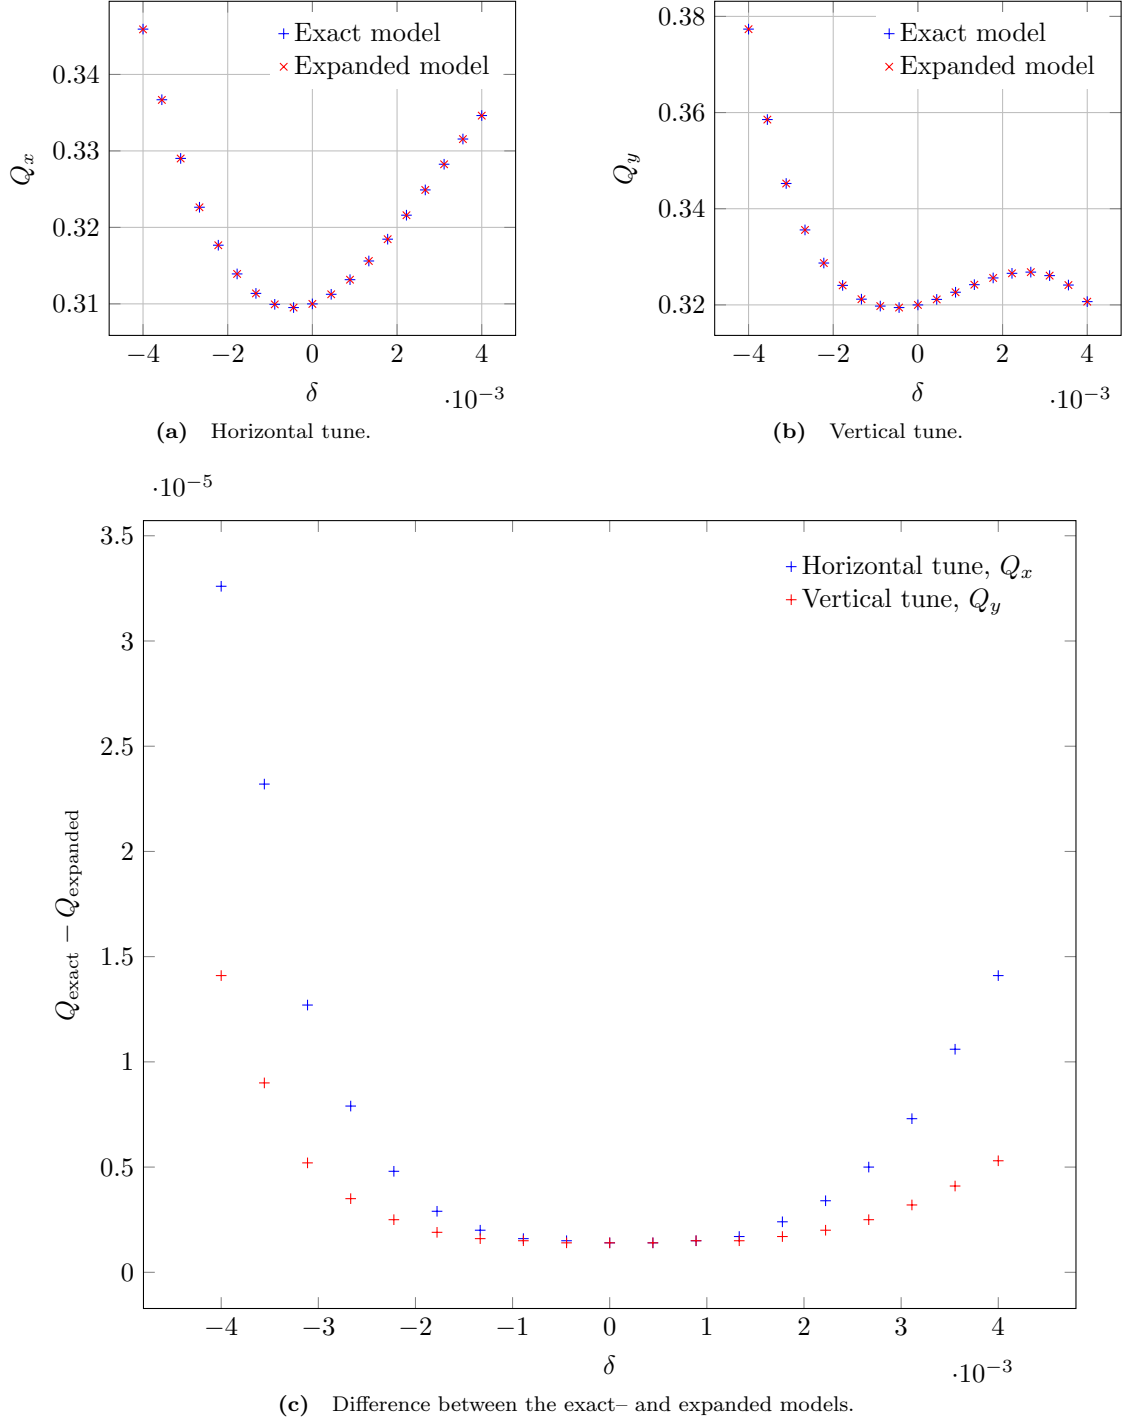 0.34
0.33
0.32
0.31
Q_x
Exact model
Expanded model
−4 −2 0 2 4
δ
·10⁻³
(a) Horizontal tune.
0.38
0.36
0.34
0.32
Q_y
Exact model
Expanded model
−4 −2 0 2 4
δ
·10⁻³
(b) Vertical tune.
·10⁻⁵
3.5
3
2.5
2
1.5
1
0.5
0
Q_exact − Q_expanded
Horizontal tune, Q_x
Vertical tune, Q_y
−4 −3 −2 −1 0 1 2 3 4
δ
·10⁻³
(c) Difference between the exact– and expanded models.